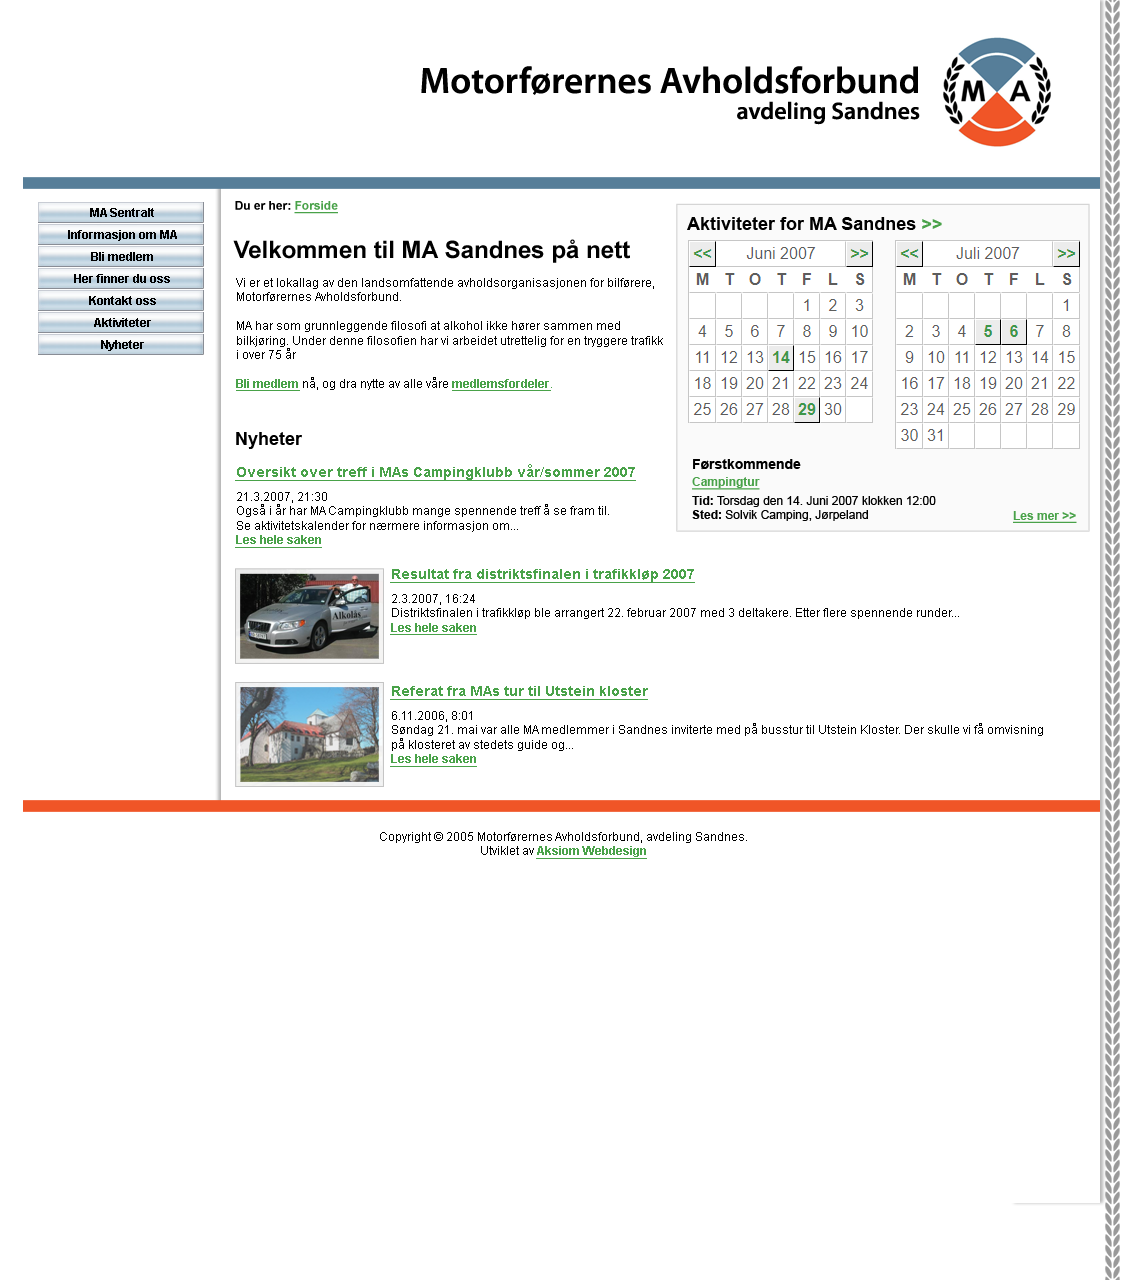 Motorførernes Avholdsforbund
avdeling Sandnes
M A
MA Sentralt
Informasjon om MA
Bli medlem
Her finner du oss
Kontakt oss
Aktiviteter
Nyheter
Du er her: Forside
Velkommen til MA Sandnes på nett
Vi er et lokallag av den landsomfattende avholdsorganisasjonen for bilførere,
Motorførernes Avholdsforbund.
MA har som grunnleggende filosofi at alkohol ikke hører sammen med
bilkjøring. Under denne filosofien har vi arbeidet utrettelig for en tryggere trafikk
i over 75 år
Bli medlem nå, og dra nytte av alle våre medlemsfordeler.
Aktiviteter for MA Sandnes >>
<< Juni 2007 >>
M T O T F L S
1 2 3
4 5 6 7 8 9 10
11 12 13 14 15 16 17
18 19 20 21 22 23 24
25 26 27 28 29 30
<< Juli 2007 >>
M T O T F L S
1
2 3 4 5 6 7 8
9 10 11 12 13 14 15
16 17 18 19 20 21 22
23 24 25 26 27 28 29
30 31
Førstkommende
Campingtur
Tid: Torsdag den 14. Juni 2007 klokken 12:00
Sted: Solvik Camping, Jørpeland
Les mer >>
Nyheter
Oversikt over treff i MAs Campingklubb vår/sommer 2007
21.3.2007, 21:30
Også i år har MA Campingklubb mange spennende treff å se fram til.
Se aktivitetskalender for nærmere informasjon om...
Les hele saken
Alkolås
Resultat fra distriktsfinalen i trafikkløp 2007
2.3.2007, 16:24
Distriktsfinalen i trafikkløp ble arrangert 22. februar 2007 med 3 deltakere. Etter flere spennende runder...
Les hele saken
Referat fra MAs tur til Utstein kloster
6.11.2006, 8:01
Søndag 21. mai var alle MA medlemmer i Sandnes inviterte med på busstur til Utstein Kloster. Der skulle vi få omvisning
på klosteret av stedets guide og...
Les hele saken
Copyright © 2005 Motorførernes Avholdsforbund, avdeling Sandnes.
Utviklet av Aksiom Webdesign